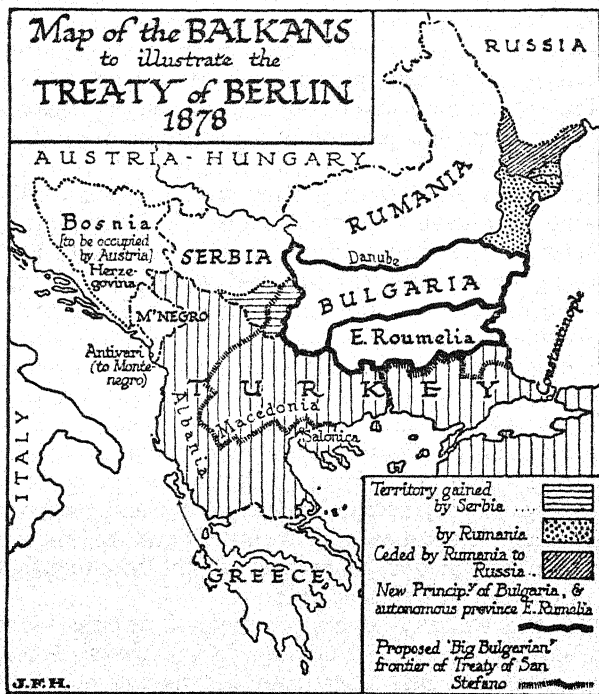 Map of the BALKANS
to illustrate the
TREATY of BERLIN
1878
RUSSIA
AUSTRIA-HUNGARY
RUMANIA
Bosnia
[to be occupied
by Austria]
Herze-
govina
SERBIA
Danube
BULGARIA
M'NEGRO
E. Roumelia
Antivari
(to Monte-
negro)
Constantinople
TURKEY
Albania
Macedonia
Salonica
ITALY
GREECE
Territory gained
by Serbia ....
by Rumania
Ceded by Rumania to
Russia ..
New Principy. of Bulgaria, &
autonomous province E. Rumelia
Proposed 'Big Bulgarian'
frontier of Treaty of San
Stefano
J.F.H.